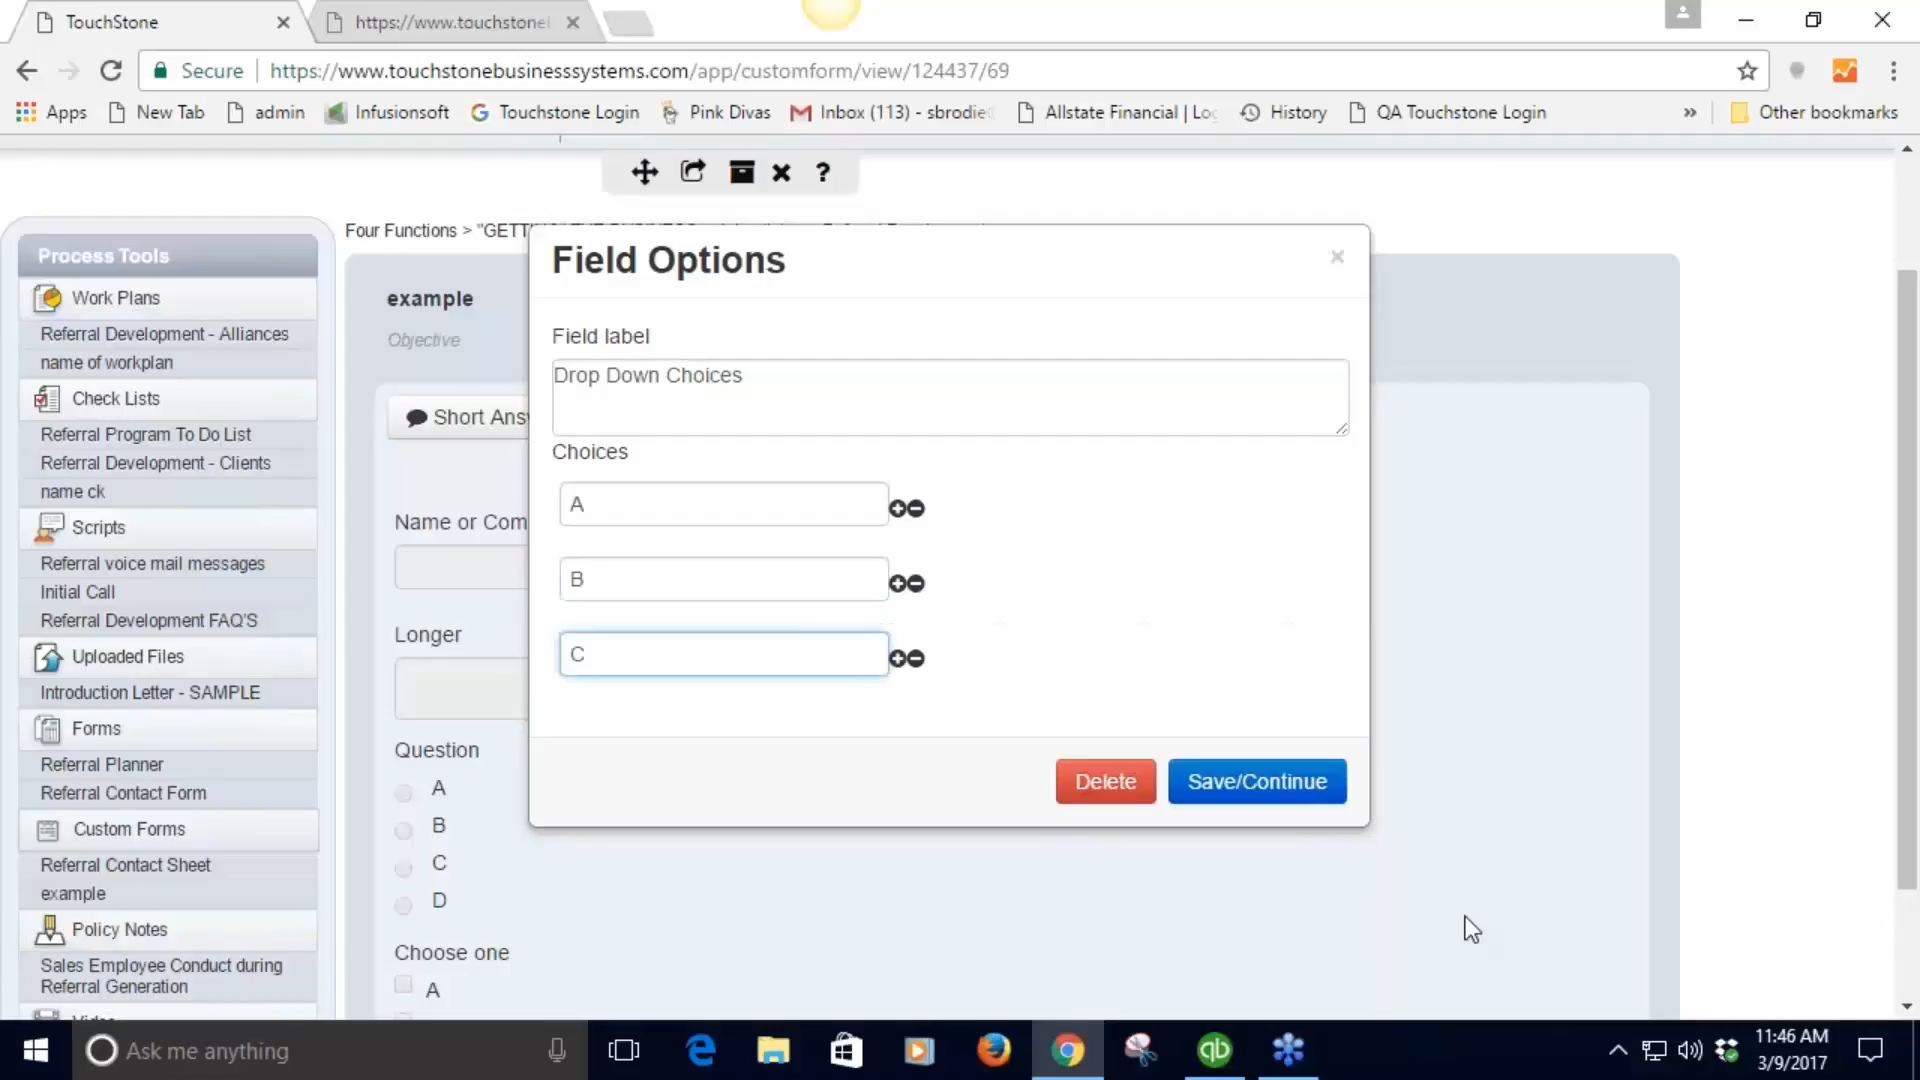 TouchStone
https://www.touchstonel
Secure
https://www.touchstonebusinesssystems.com/app/customform/view/124437/69
Apps
New Tab
admin
Infusionsoft
Touchstone Login
Pink Divas
Inbox (113) - sbrodie
Allstate Financial | Log
History
QA Touchstone Login
»
Other bookmarks
?
Four Functions > "GETT
Process Tools
Work Plans
Referral Development - Alliances
name of workplan
Check Lists
Referral Program To Do List
Referral Development - Clients
name ck
Scripts
Referral voice mail messages
Initial Call
Referral Development FAQ'S
Uploaded Files
Introduction Letter - SAMPLE
Forms
Referral Planner
Referral Contact Form
Custom Forms
Referral Contact Sheet
example
Policy Notes
Sales Employee Conduct during
Referral Generation
example
Objective
Short Ans
Name or Com
Longer
Question
A
B
C
D
Choose one
A
Field Options
×
Field label
Drop Down Choices
Choices
A
B
C
Delete
Save/Continue
Ask me anything
qb
11:46 AM
3/9/2017